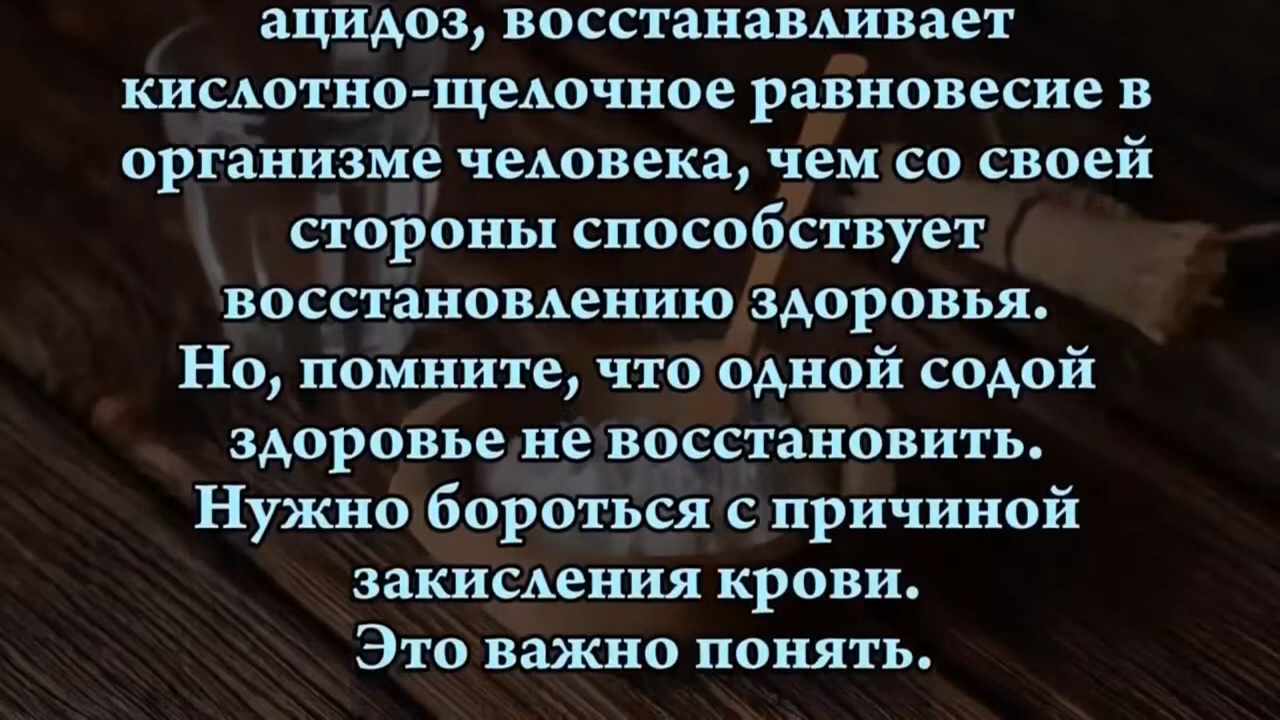 ацидоз, восстанавливает
кислотно-щелочное равновесие в
организме человека, чем со своей
стороны способствует
восстановлению здоровья.
Но, помните, что одной содой
здоровье не восстановить.
Нужно бороться с причиной
закисления крови.
Это важно понять.